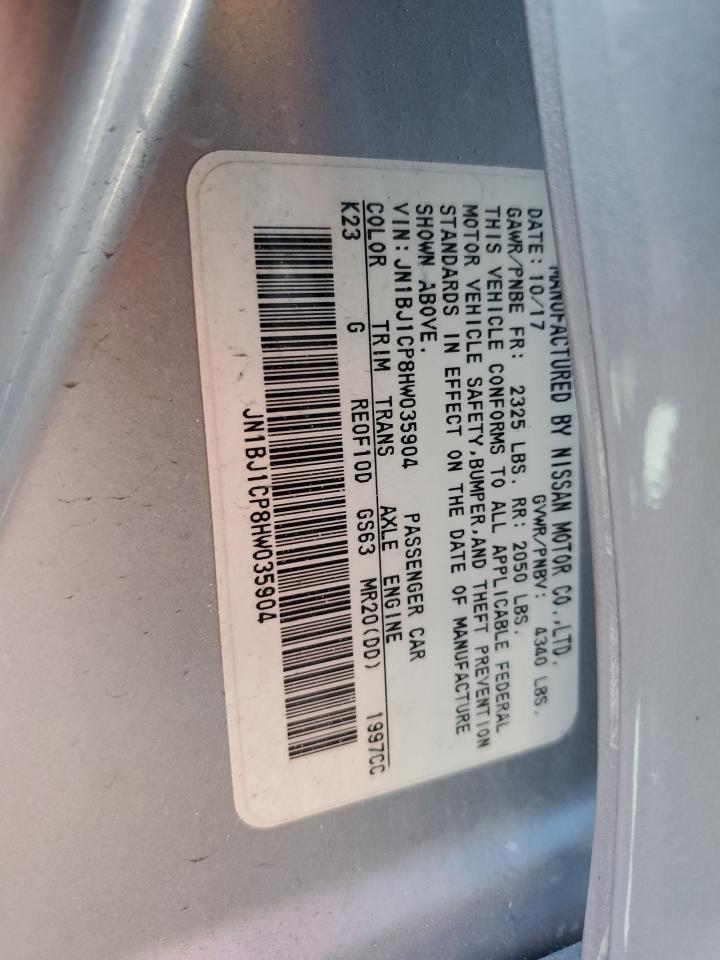 MANUFACTURED BY NISSAN MOTOR CO.,LTD.
DATE: 10/17 GVWR/PNBV: 4340 LBS.
GAWR/PNBE FR: 2325 LBS. RR: 2050 LBS.
THIS VEHICLE CONFORMS TO ALL APPLICABLE FEDERAL
MOTOR VEHICLE SAFETY,BUMPER,AND THEFT PREVENTION
STANDARDS IN EFFECT ON THE DATE OF MANUFACTURE
SHOWN ABOVE.
VIN: JN1BJ1CP8HW035904 PASSENGER CAR
COLOR TRIM TRANS AXLE ENGINE
K23 G RE0F10D GS63 MR20(DD) 1997CC
JN1BJ1CP8HW035904